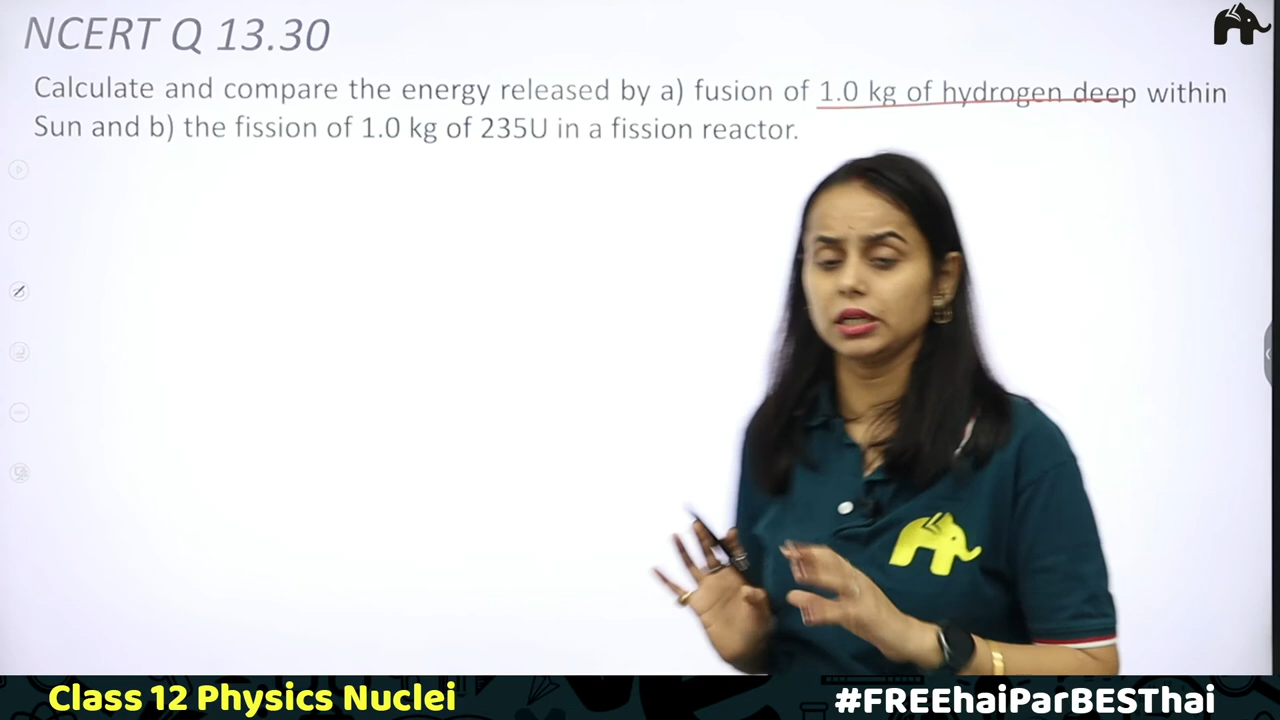 NCERT Q 13.30
Calculate and compare the energy released by a) fusion of 1.0 kg of hydrogen deep within
Sun and b) the fission of 1.0 kg of 235U in a fission reactor.
Class 12 Physics Nuclei
#FREEhaiParBESThai